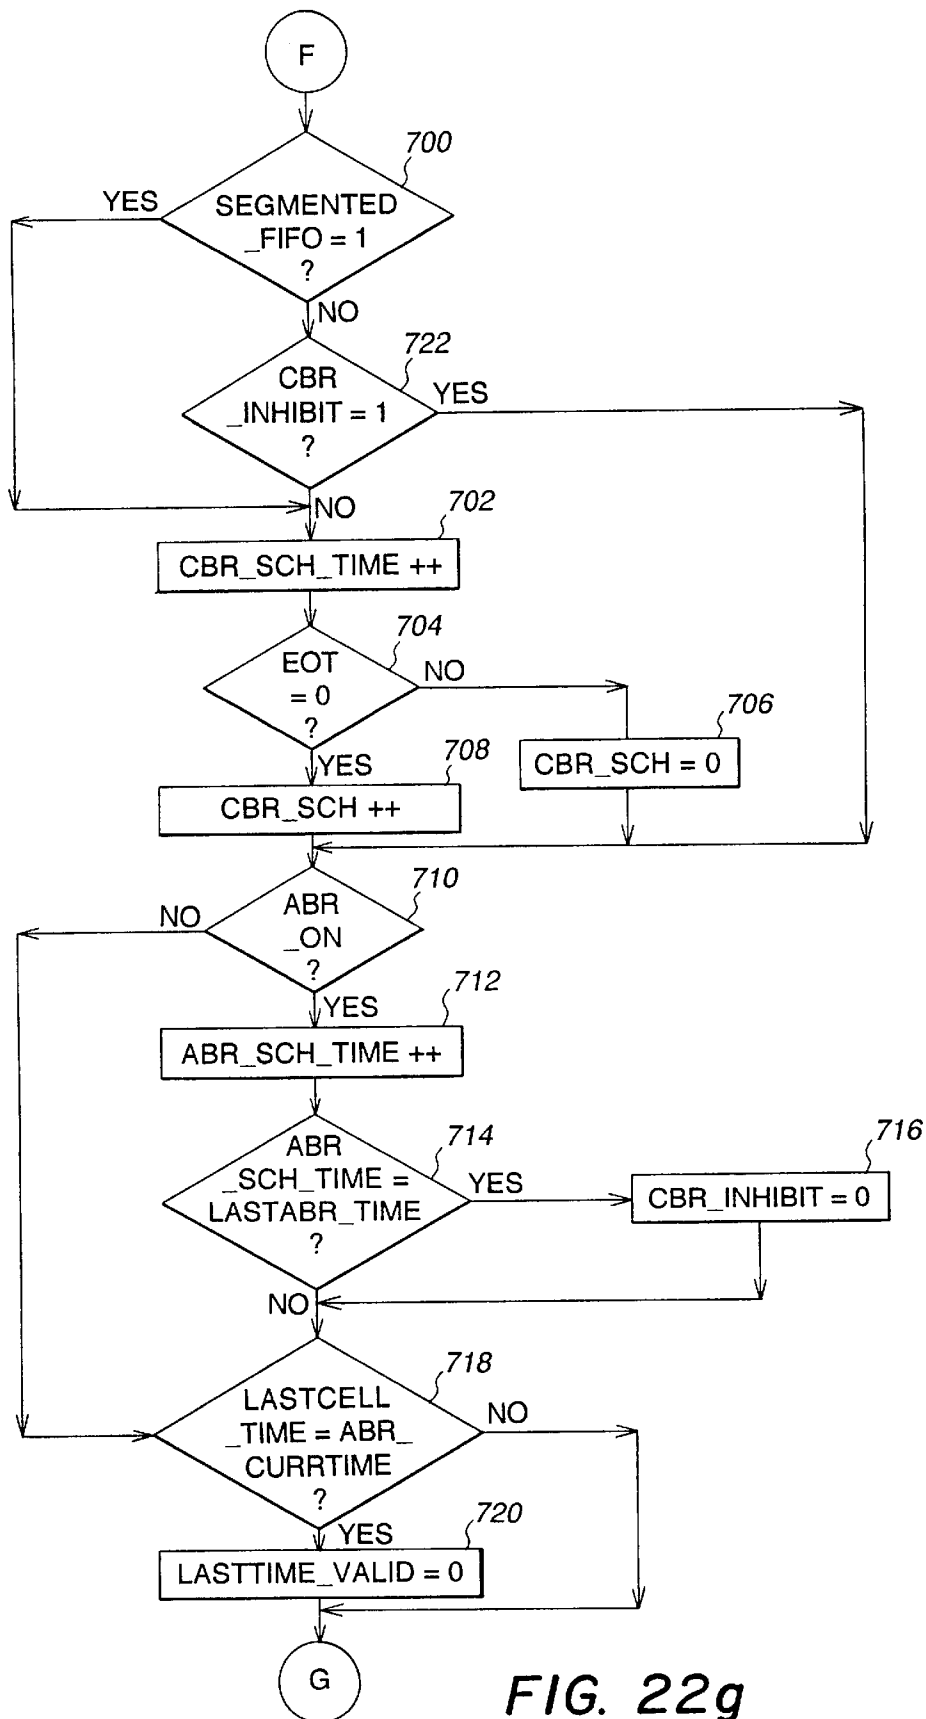 F
700
YES
SEGMENTED
_FIFO = 1
?
NO
722
CBR
_INHIBIT = 1
?
YES
NO
702
CBR_SCH_TIME ++
704
EOT
= 0
?
NO
706
CBR_SCH = 0
YES
708
CBR_SCH ++
710
ABR
_ON
?
NO
YES
712
ABR_SCH_TIME ++
714
ABR
_SCH_TIME =
LASTABR_TIME
?
YES
716
CBR_INHIBIT = 0
NO
718
LASTCELL
_TIME = ABR_
CURRTIME
?
NO
YES
720
LASTTIME_VALID = 0
G
FIG. 22g